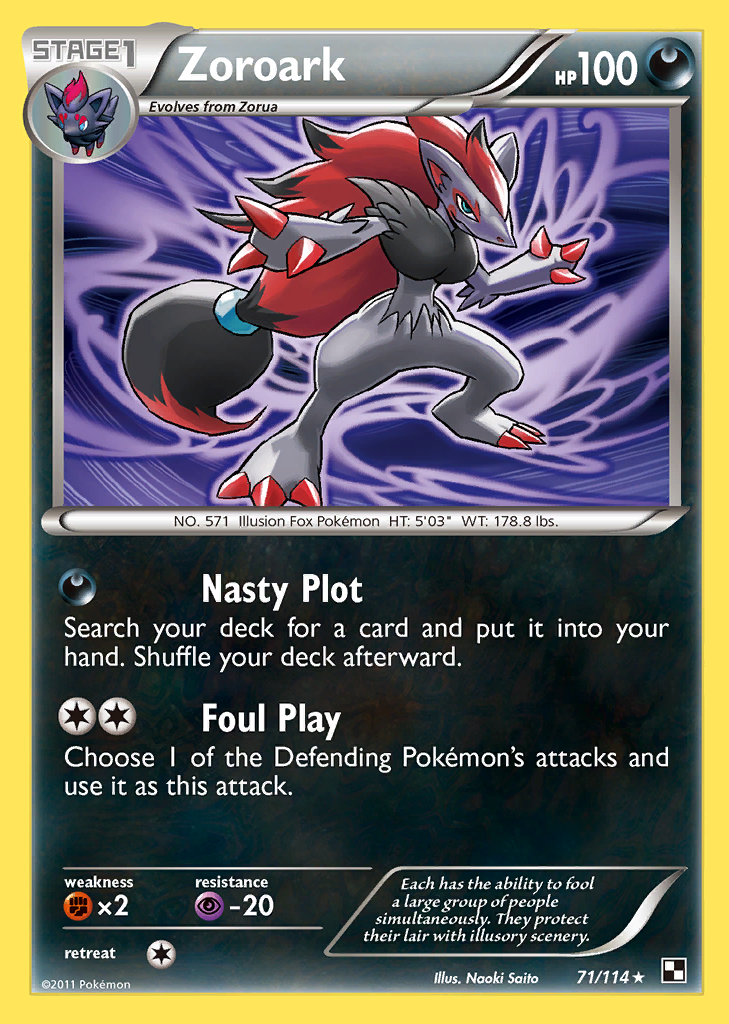 STAGE1
Zoroark
HP100
Evolves from Zorua
NO. 571 Illusion Fox Pokémon HT: 5'03" WT: 178.8 lbs.
Nasty Plot
Search your deck for a card and put it into your
hand. Shuffle your deck afterward.
Foul Play
Choose 1 of the Defending Pokémon's attacks and
use it as this attack.
weakness
×2
resistance
-20
retreat
Each has the ability to fool
a large group of people
simultaneously. They protect
their lair with illusory scenery.
©2011 Pokémon
Illus. Naoki Saito
71/114★